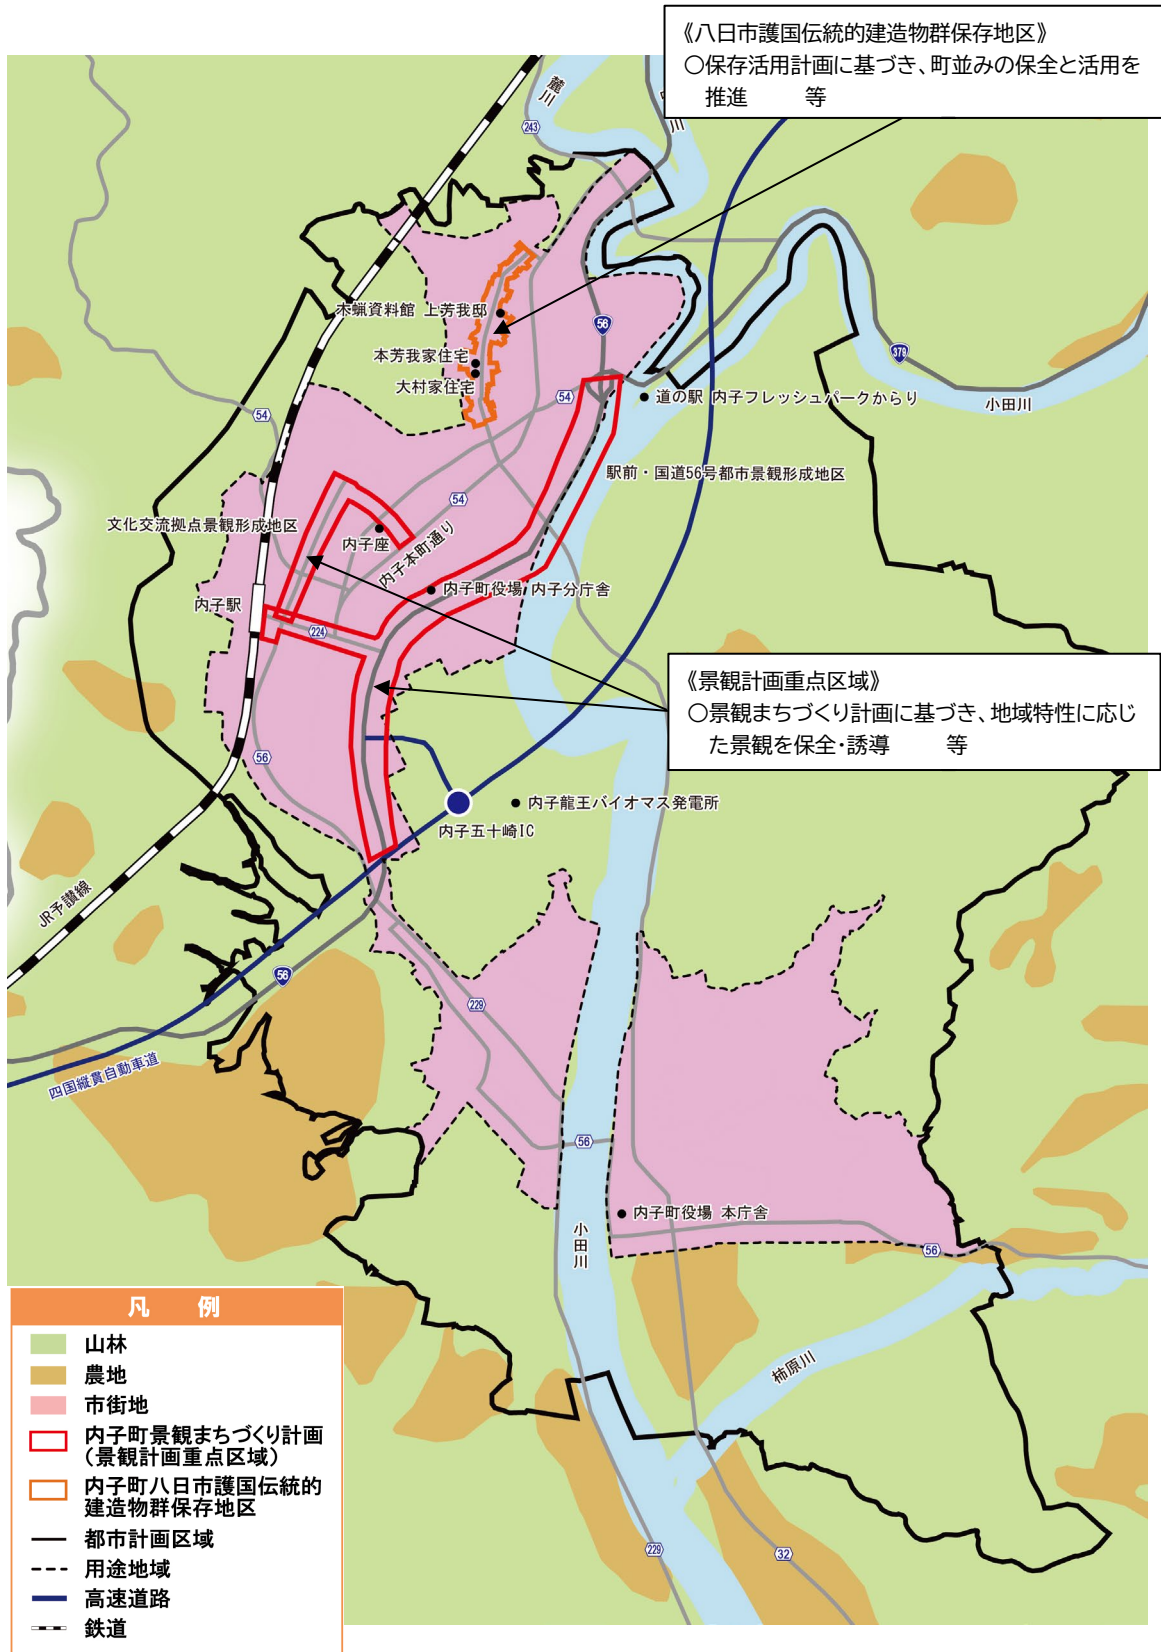 《八日市護国伝統的建造物群保存地区》
○保存活用計画に基づき、町並みの保全と活用を
推進　　　等
麓川
川
243
木蝋資料館 上芳我邸
本芳我家住宅
大村家住宅
56
379
小田川
54
54
道の駅 内子フレッシュパークからり
駅前・国道56号都市景観形成地区
54
文化交流拠点景観形成地区
内子座
内子本町通り
内子町役場 内子分庁舎
内子駅
224
《景観計画重点区域》
○景観まちづくり計画に基づき、地域特性に応じ
た景観を保全・誘導　　　等
56
内子龍王バイオマス発電所
内子五十崎IC
JR予讃線
56
229
四国縦貫自動車道
56
内子町役場 本庁舎
小田川
56
柿原川
229
32
凡　例
山林
農地
市街地
内子町景観まちづくり計画
（景観計画重点区域）
内子町八日市護国伝統的
建造物群保存地区
都市計画区域
用途地域
高速道路
鉄道